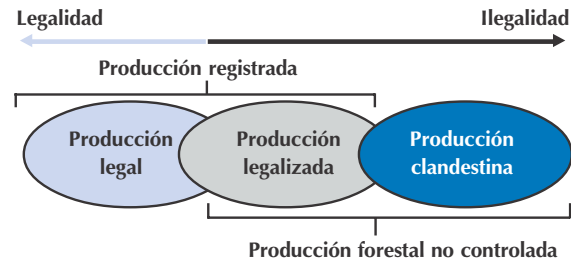 Legalidad
Ilegalidad
Producción registrada
Producción
legal
Producción
legalizada
Producción
clandestina
Producción forestal no controlada